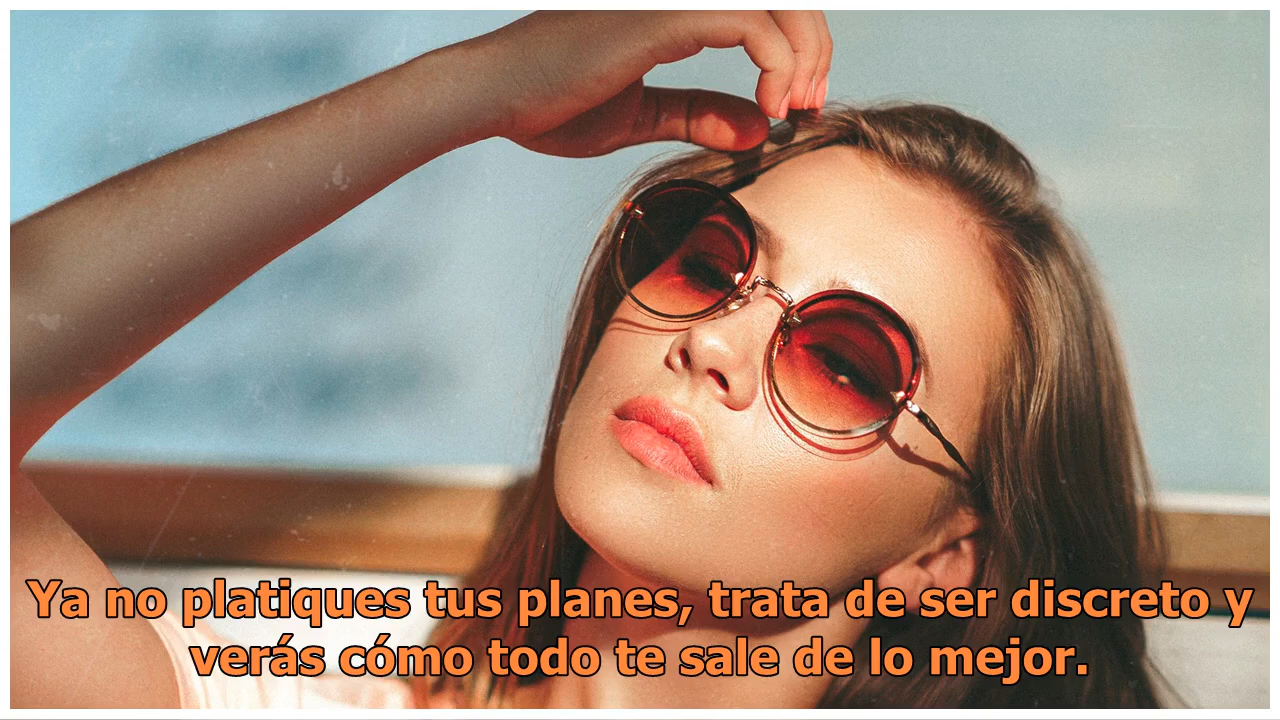 Ya no platiques tus planes, trata de ser discreto y
verás cómo todo te sale de lo mejor.